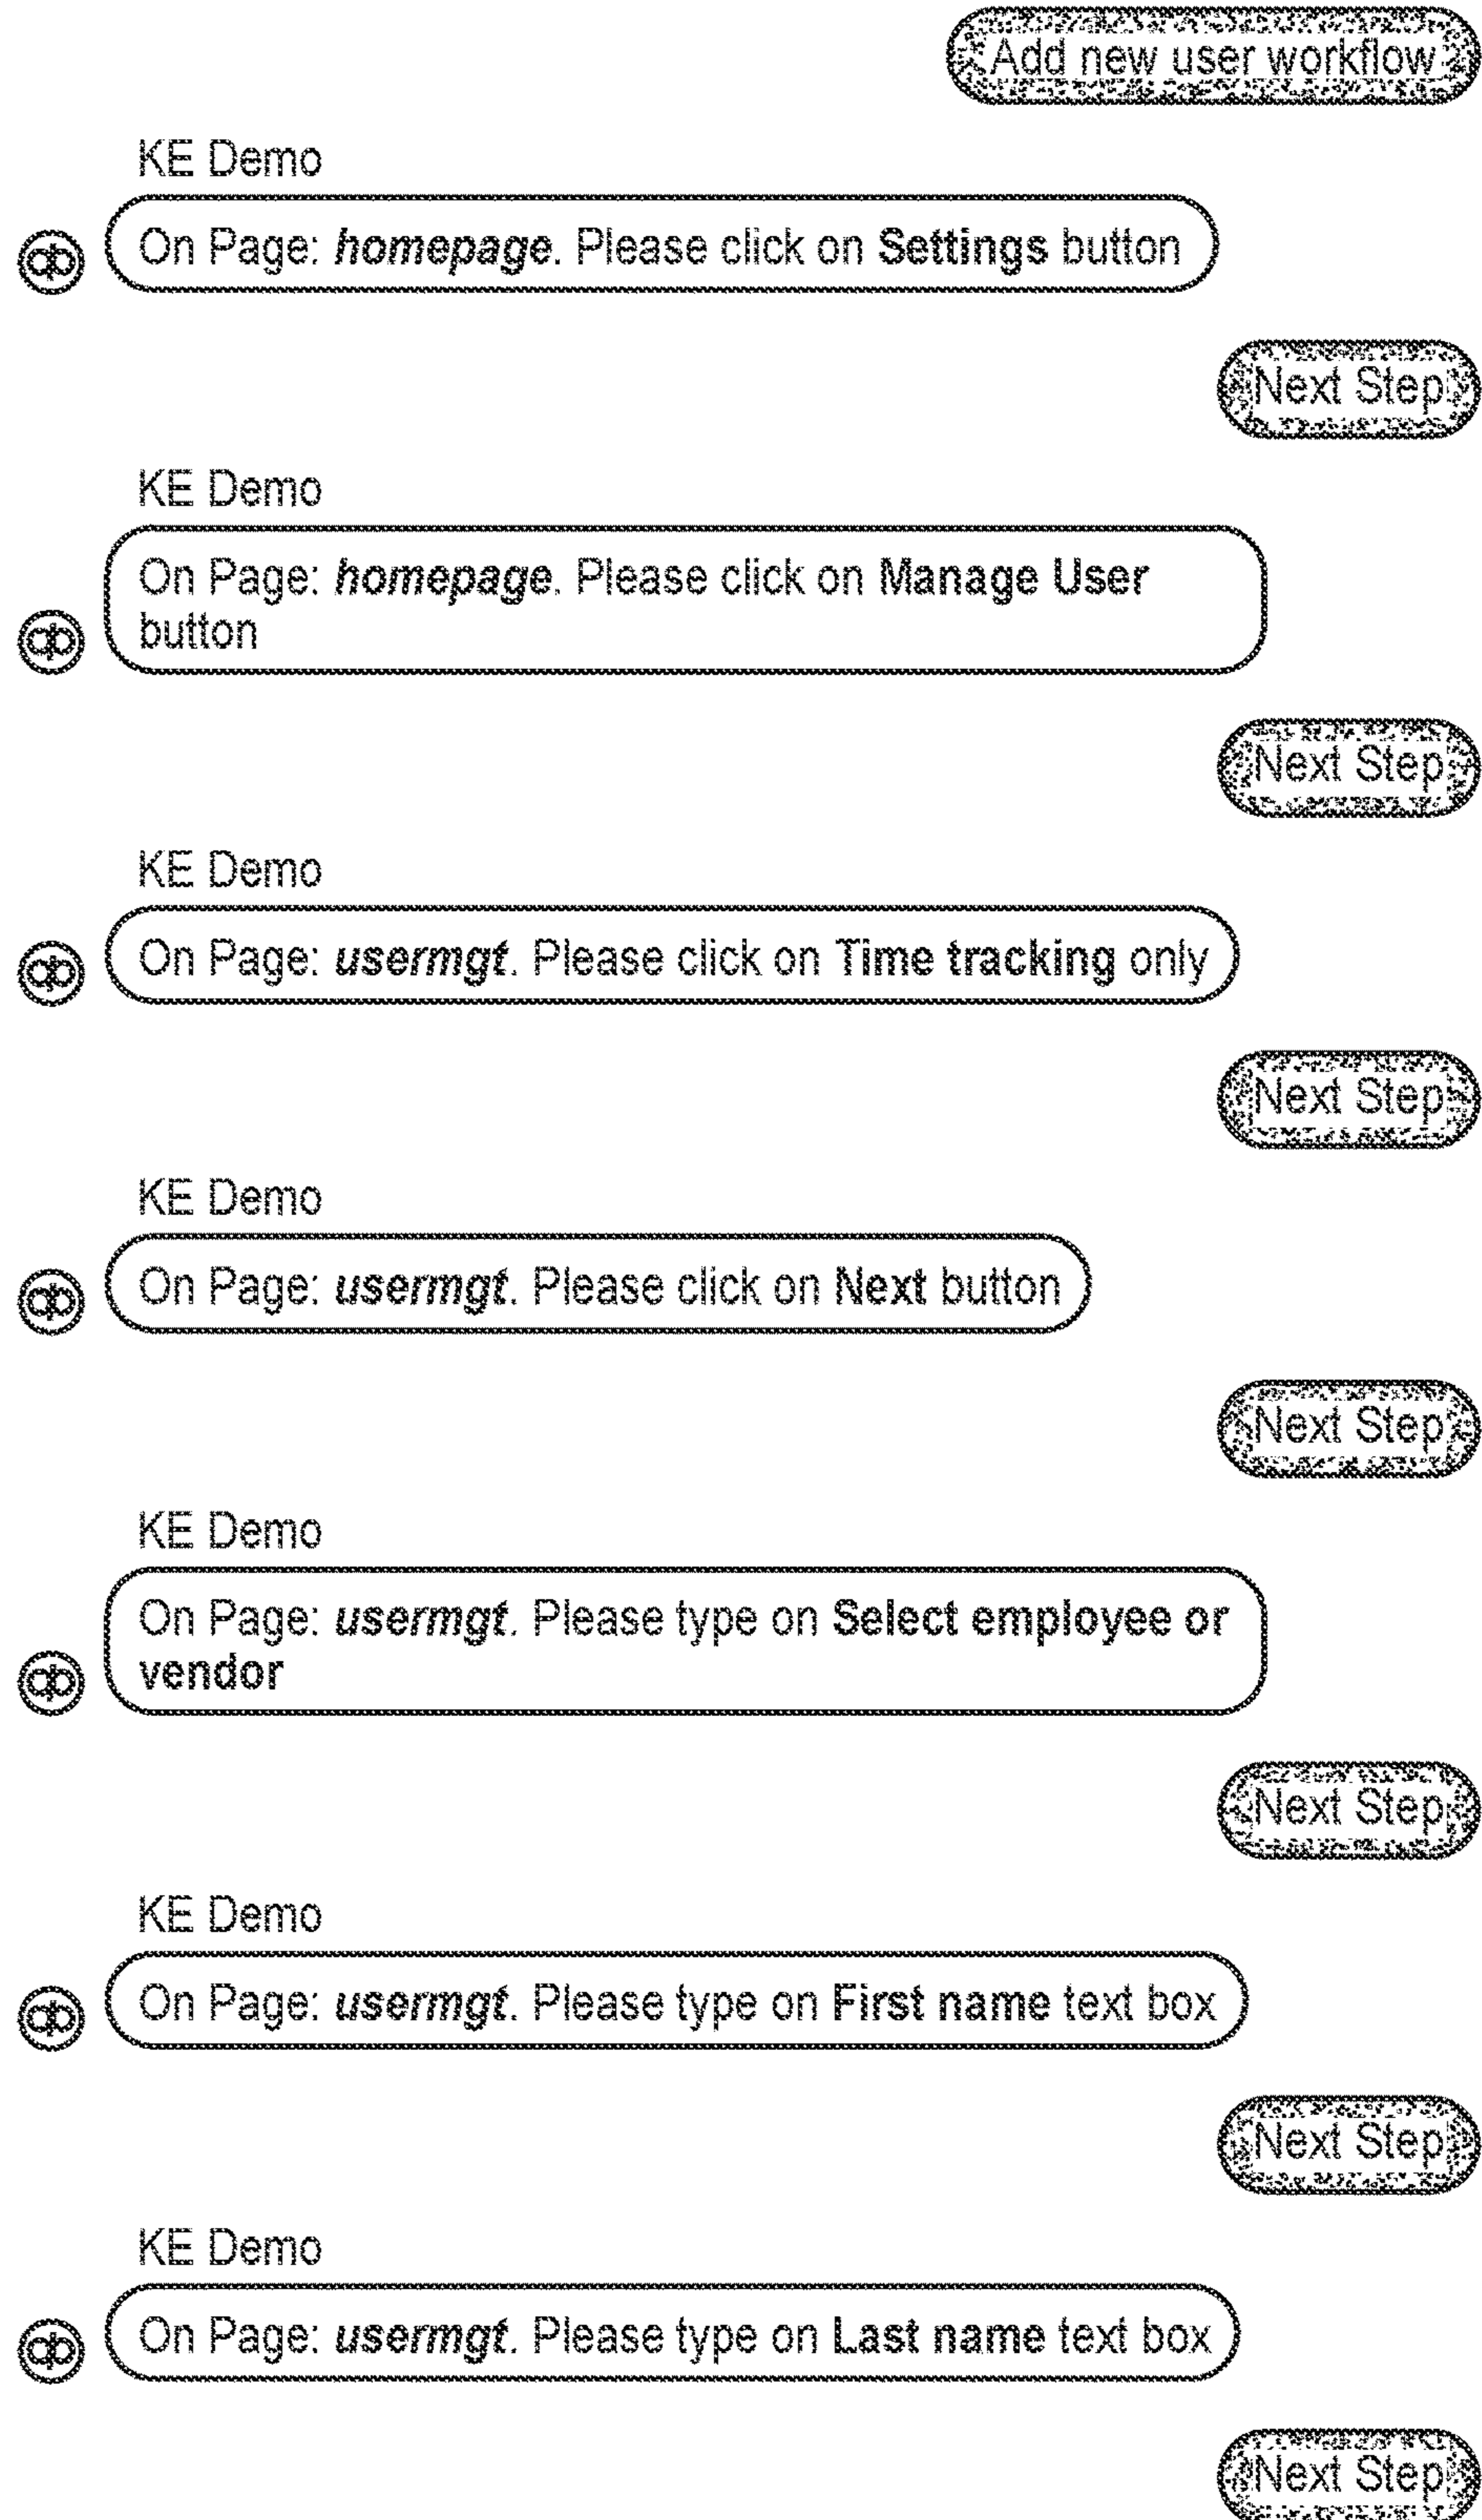 Add new user workflow
KE Demo
On Page: homepage. Please click on Settings button
Next Step
KE Demo
On Page: homepage. Please click on Manage User
button
Next Step
KE Demo
On Page: usermgt. Please click on Time tracking only
Next Step
KE Demo
On Page: usermgt. Please click on Next button
Next Step
KE Demo
On Page: usermgt. Please type on Select employee or
vendor
Next Step
KE Demo
On Page: usermgt. Please type on First name text box
Next Step
KE Demo
On Page: usermgt. Please type on Last name text box
Next Step